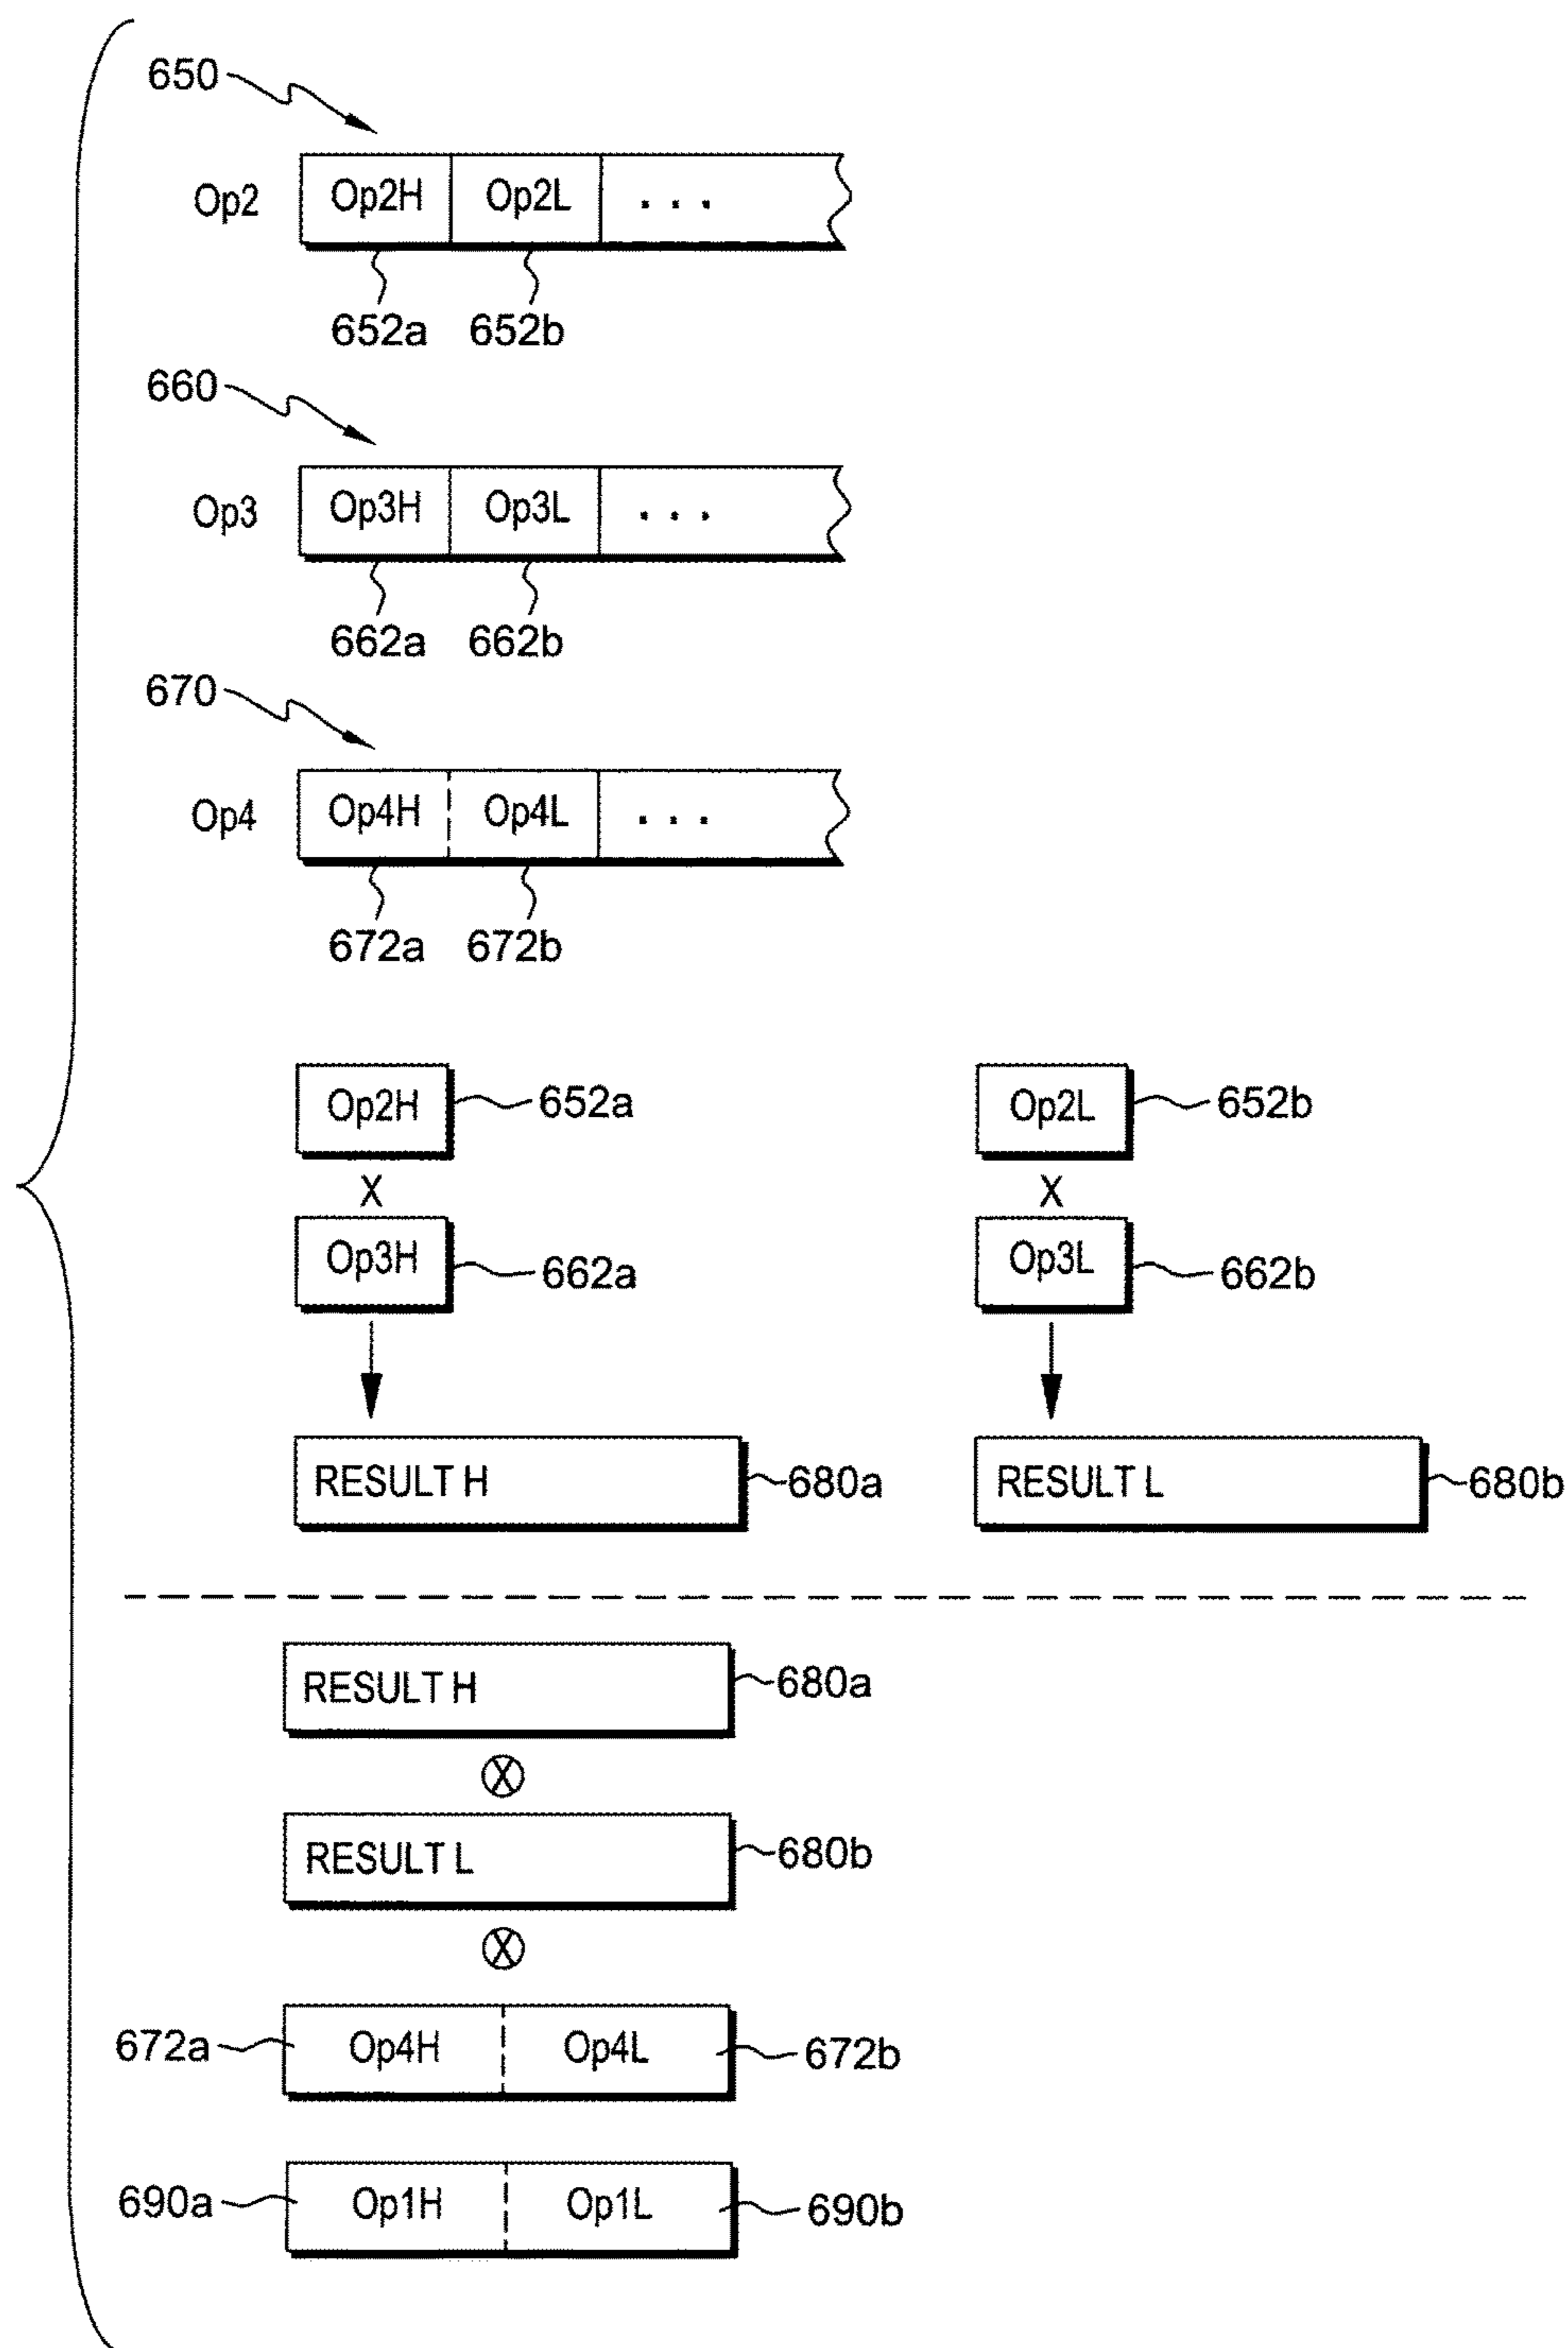 650
Op2 Op2H Op2L . . .
652a 652b
660
Op3 Op3H Op3L . . .
662a 662b
670
Op4 Op4H Op4L . . .
672a 672b
Op2H 652a Op2L 652b
X X
Op3H 662a Op3L 662b
RESULT H 680a RESULT L 680b
RESULT H 680a
X
RESULT L 680b
X
672a Op4H Op4L 672b
690a Op1H Op1L 690b